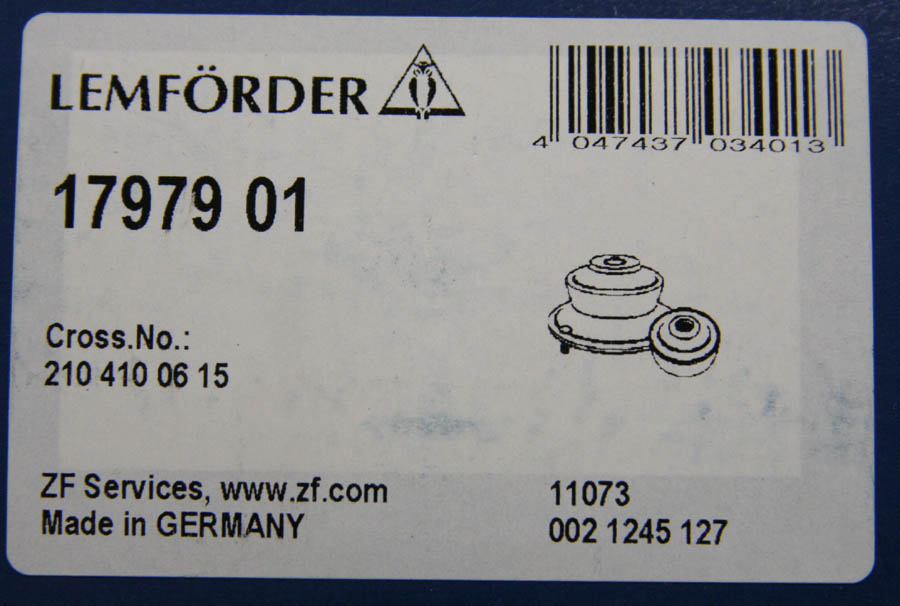 LEMFÖRDER
4 047437 034013
17979 01
Cross.No.:
210 410 06 15
ZF Services, www.zf.com
Made in GERMANY
11073
002 1245 127